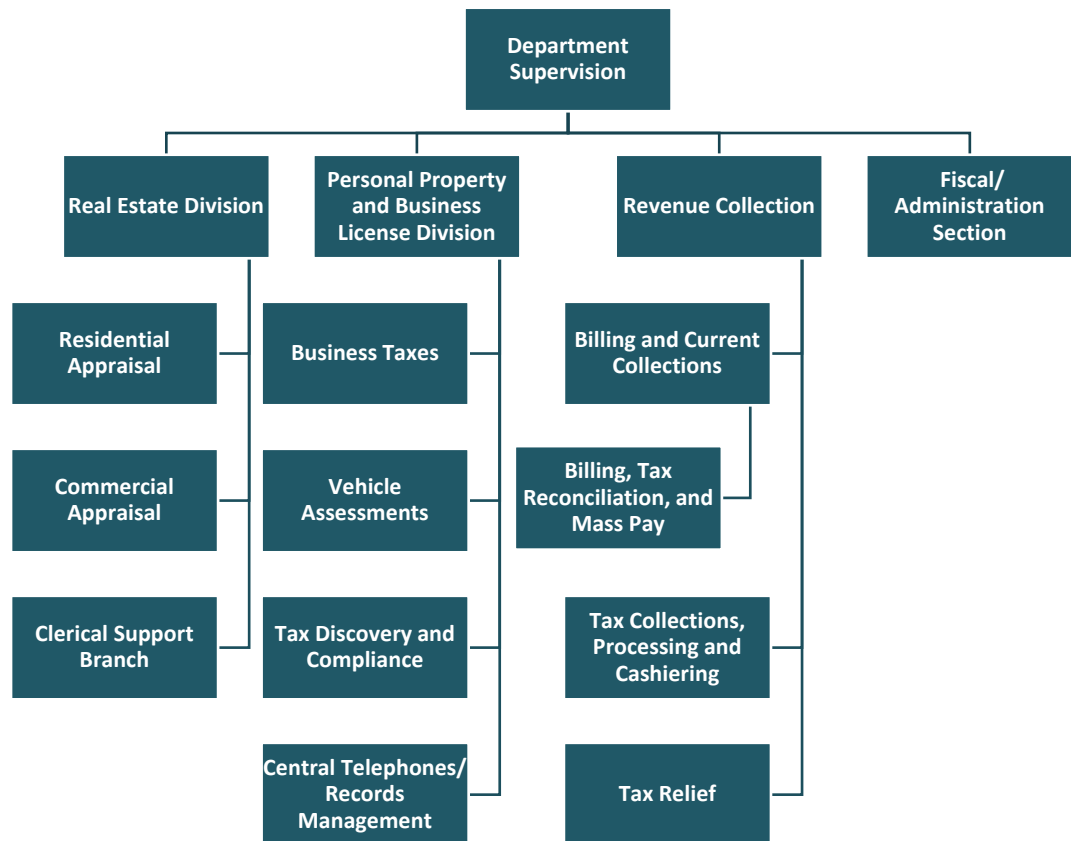 Department
Supervision
Real Estate Division
Personal Property
and Business
License Division
Revenue Collection
Fiscal/
Administration
Section
Residential
Appraisal
Business Taxes
Billing and Current
Collections
Commercial
Appraisal
Vehicle
Assessments
Billing, Tax
Reconciliation, and
Mass Pay
Clerical Support
Branch
Tax Discovery and
Compliance
Tax Collections,
Processing and
Cashiering
Central Telephones/
Records
Management
Tax Relief